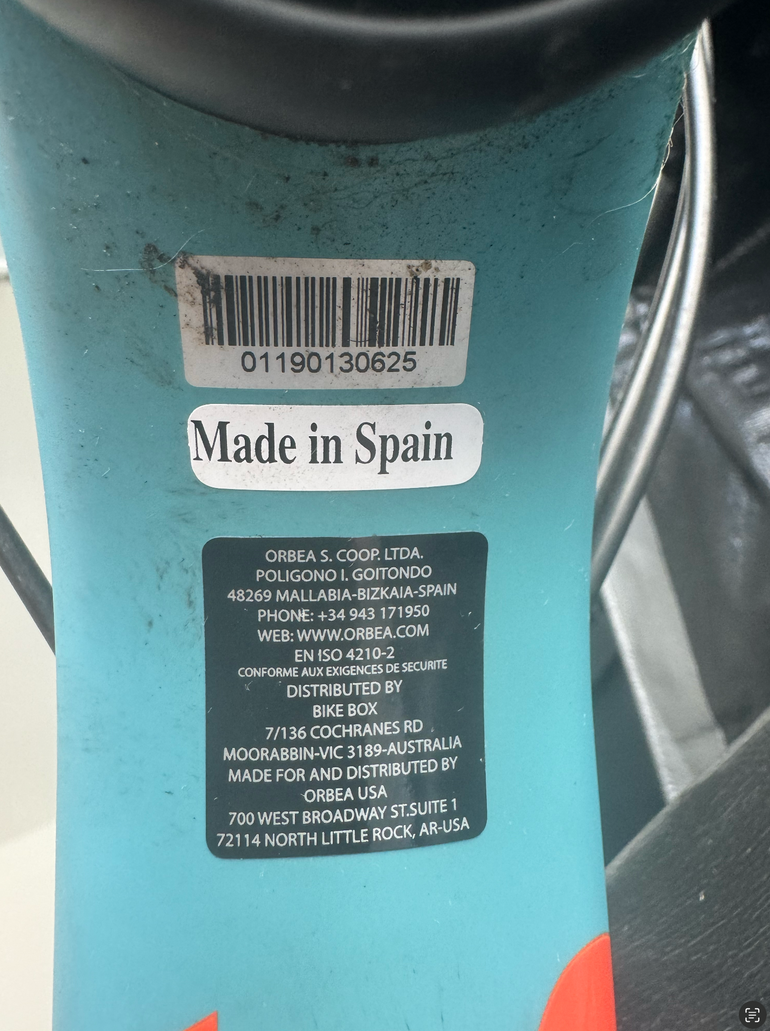 01190130625
Made in Spain
ORBEA S. COOP. LTDA.
POLIGONO I. GOITONDO
48269 MALLABIA-BIZKAIA-SPAIN
PHONE: +34 943 171950
WEB: WWW.ORBEA.COM
EN ISO 4210-2
CONFORME AUX EXIGENCES DE SECURITE
DISTRIBUTED BY
BIKE BOX
7/136 COCHRANES RD
MOORABBIN-VIC 3189-AUSTRALIA
MADE FOR AND DISTRIBUTED BY
ORBEA USA
700 WEST BROADWAY ST.SUITE 1
72114 NORTH LITTLE ROCK, AR-USA